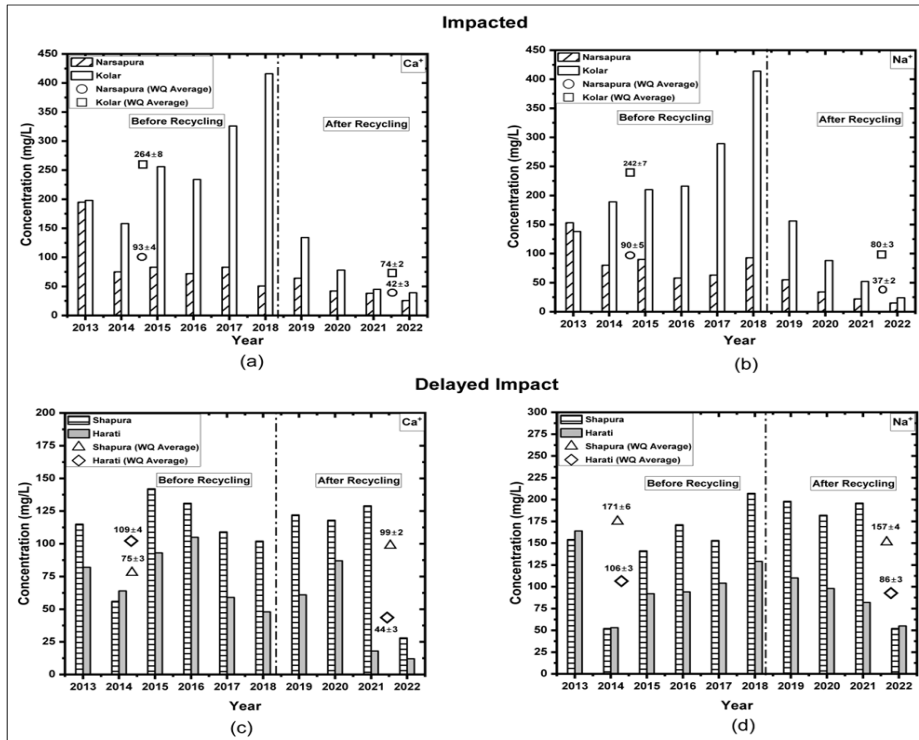 Impacted
Ca⁺
Narsapura
Kolar
Narsapura (WQ Average)
Kolar (WQ Average)
Before Recycling
After Recycling
264±8
93±4
74±2
42±3
450
400
350
300
250
200
150
100
50
0
Concentration (mg/L)
2013 2014 2015 2016 2017 2018 2019 2020 2021 2022
Year
(a)
Na⁺
Narsapura
Kolar
Narsapura (WQ Average)
Kolar (WQ Average)
Before Recycling
After Recycling
242±7
90±5
80±3
37±2
450
400
350
300
250
200
150
100
50
0
Concentration (mg/L)
2013 2014 2015 2016 2017 2018 2019 2020 2021 2022
Year
(b)
Delayed Impact
Ca⁺
Shapura
Harati
Shapura (WQ Average)
Harati (WQ Average)
Before Recycling
After Recycling
109±4
75±3
99±2
44±3
200
175
150
125
100
75
50
25
0
Concentration (mg/L)
2013 2014 2015 2016 2017 2018 2019 2020 2021 2022
Year
(c)
Na⁺
Shapura
Harati
Shapura (WQ Average)
Harati (WQ Average)
Before Recycling
After Recycling
171±6
106±3
157±4
86±3
300
275
250
225
200
175
150
125
100
75
50
25
0
Concentration (mg/L)
2013 2014 2015 2016 2017 2018 2019 2020 2021 2022
Year
(d)